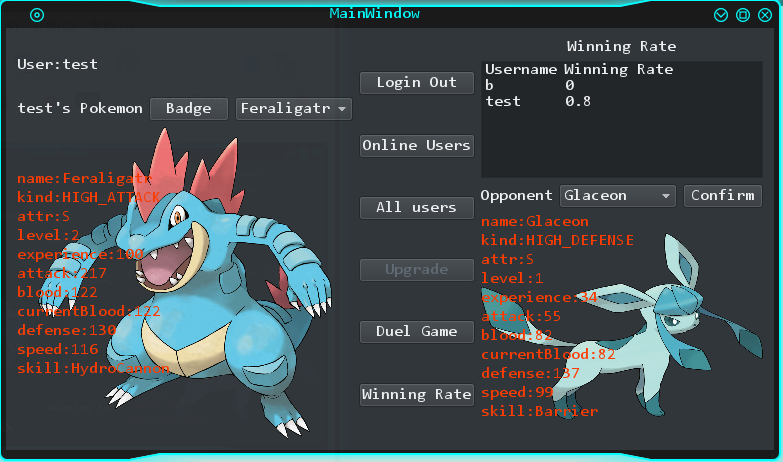 MainWindow
User:test
test's Pokemon Badge Feraligatr
name:Feraligatr
kind:HIGH_ATTACK
attr:S
level:2
experience:100
attack:217
blood:122
currentBlood:122
defense:130
speed:116
skill:HydroCannon
Login Out
Online Users
All users
Upgrade
Duel Game
Winning Rate
Winning Rate
Username Winning Rate
b 0
test 0.8
Opponent Glaceon Confirm
name:Glaceon
kind:HIGH_DEFENSE
attr:S
level:1
experience:34
attack:55
blood:82
currentBlood:82
defense:137
speed:99
skill:Barrier